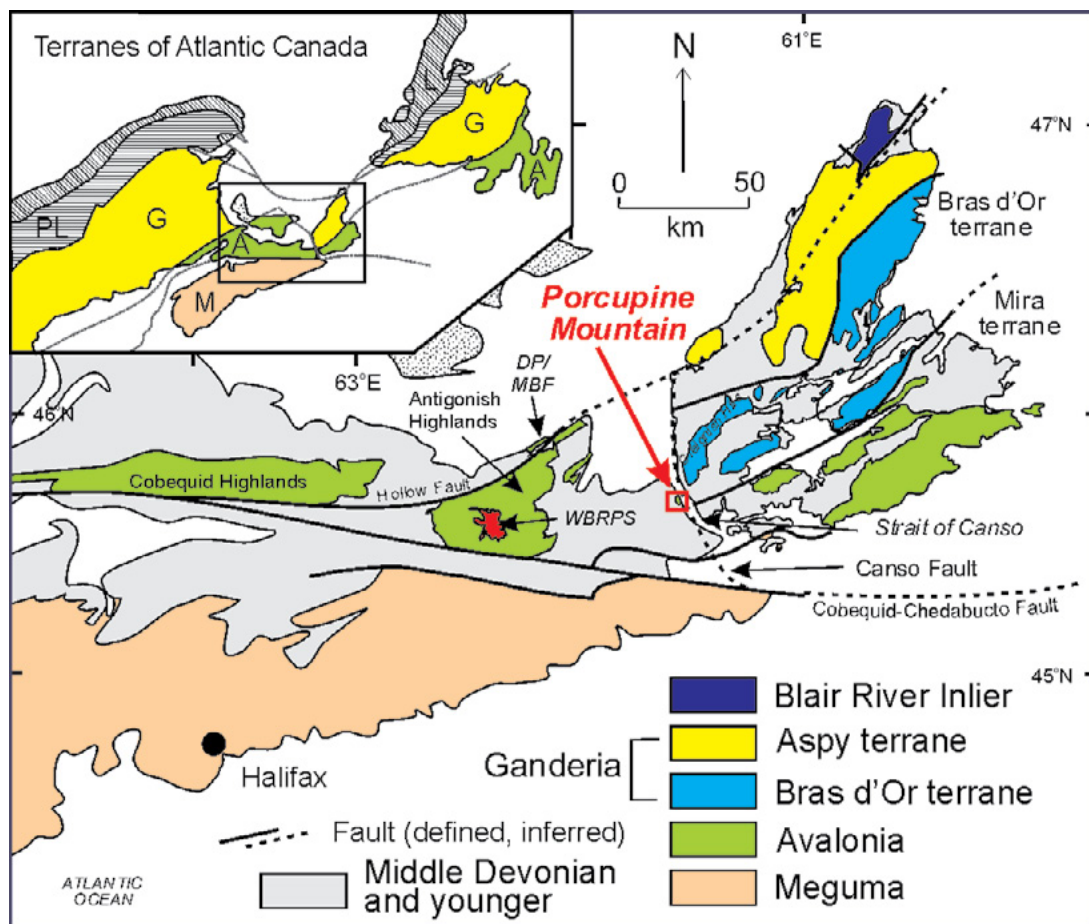 Terranes of Atlantic Canada
L
G
A
G
PL
A
M
61°E
N
47°N
0 50
km
Bras d'Or
terrane
Mira
terrane
Porcupine
Mountain
63°E
DP/
MBF
46°N
Antigonish
Highlands
Cobequid Highlands
Hollow Fault
WBRPS
Strait of Canso
Canso Fault
Cobequid-Chedabucto Fault
45°N
Halifax
ATLANTIC
OCEAN
Blair River Inlier
Ganderia
Aspy terrane
Bras d'Or terrane
Avalonia
Meguma
Fault (defined, inferred)
Middle Devonian
and younger